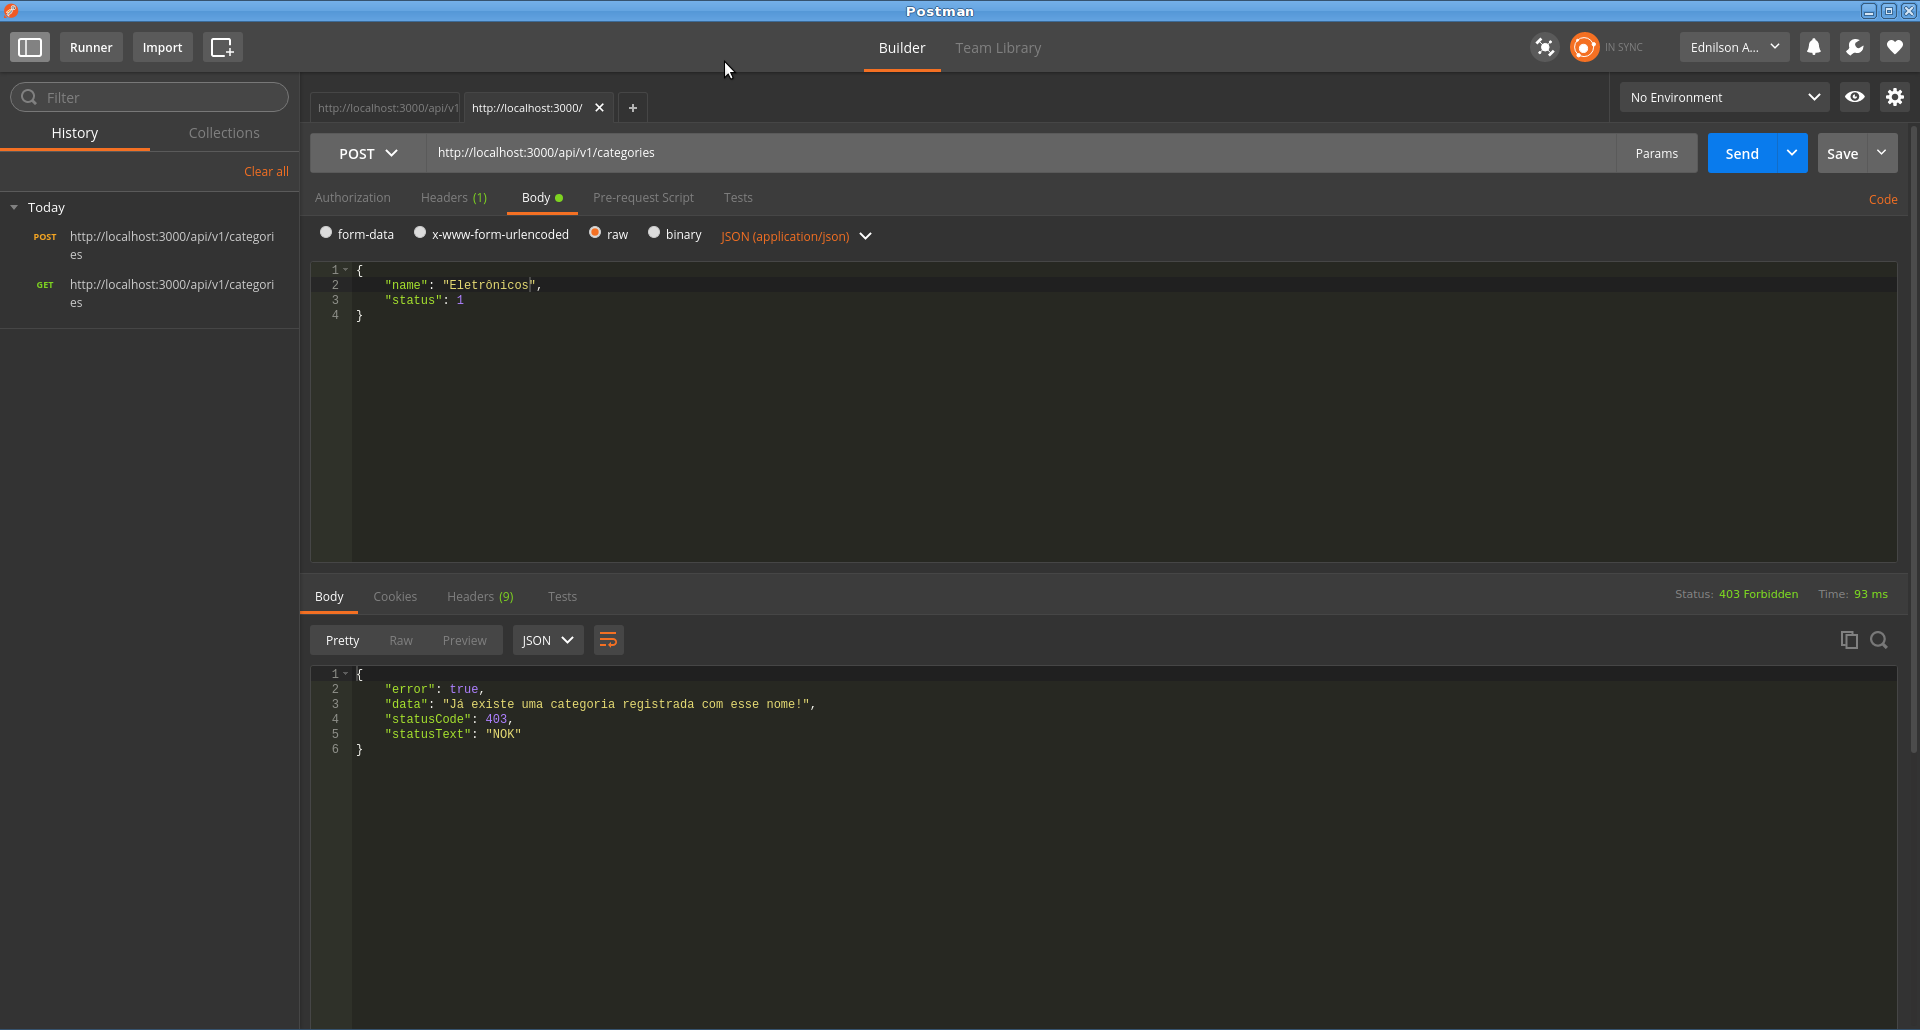 Postman
Runner
Import
Builder
Team Library
IN SYNC
Ednilson A...
Filter
History
Collections
Clear all
Today
POST http://localhost:3000/api/v1/categori
es
GET http://localhost:3000/api/v1/categori
es
http://localhost:3000/api/v1
http://localhost:3000/
No Environment
POST
http://localhost:3000/api/v1/categories
Params
Send
Save
Authorization
Headers (1)
Body
Pre-request Script
Tests
Code
form-data
x-www-form-urlencoded
raw
binary
JSON (application/json)
1 {
2 "name": "Eletrônicos",
3 "status": 1
4 }
Body
Cookies
Headers (9)
Tests
Status: 403 Forbidden
Time: 93 ms
Pretty
Raw
Preview
JSON
1 {
2 "error": true,
3 "data": "Já existe uma categoria registrada com esse nome!",
4 "statusCode": 403,
5 "statusText": "NOK"
6 }